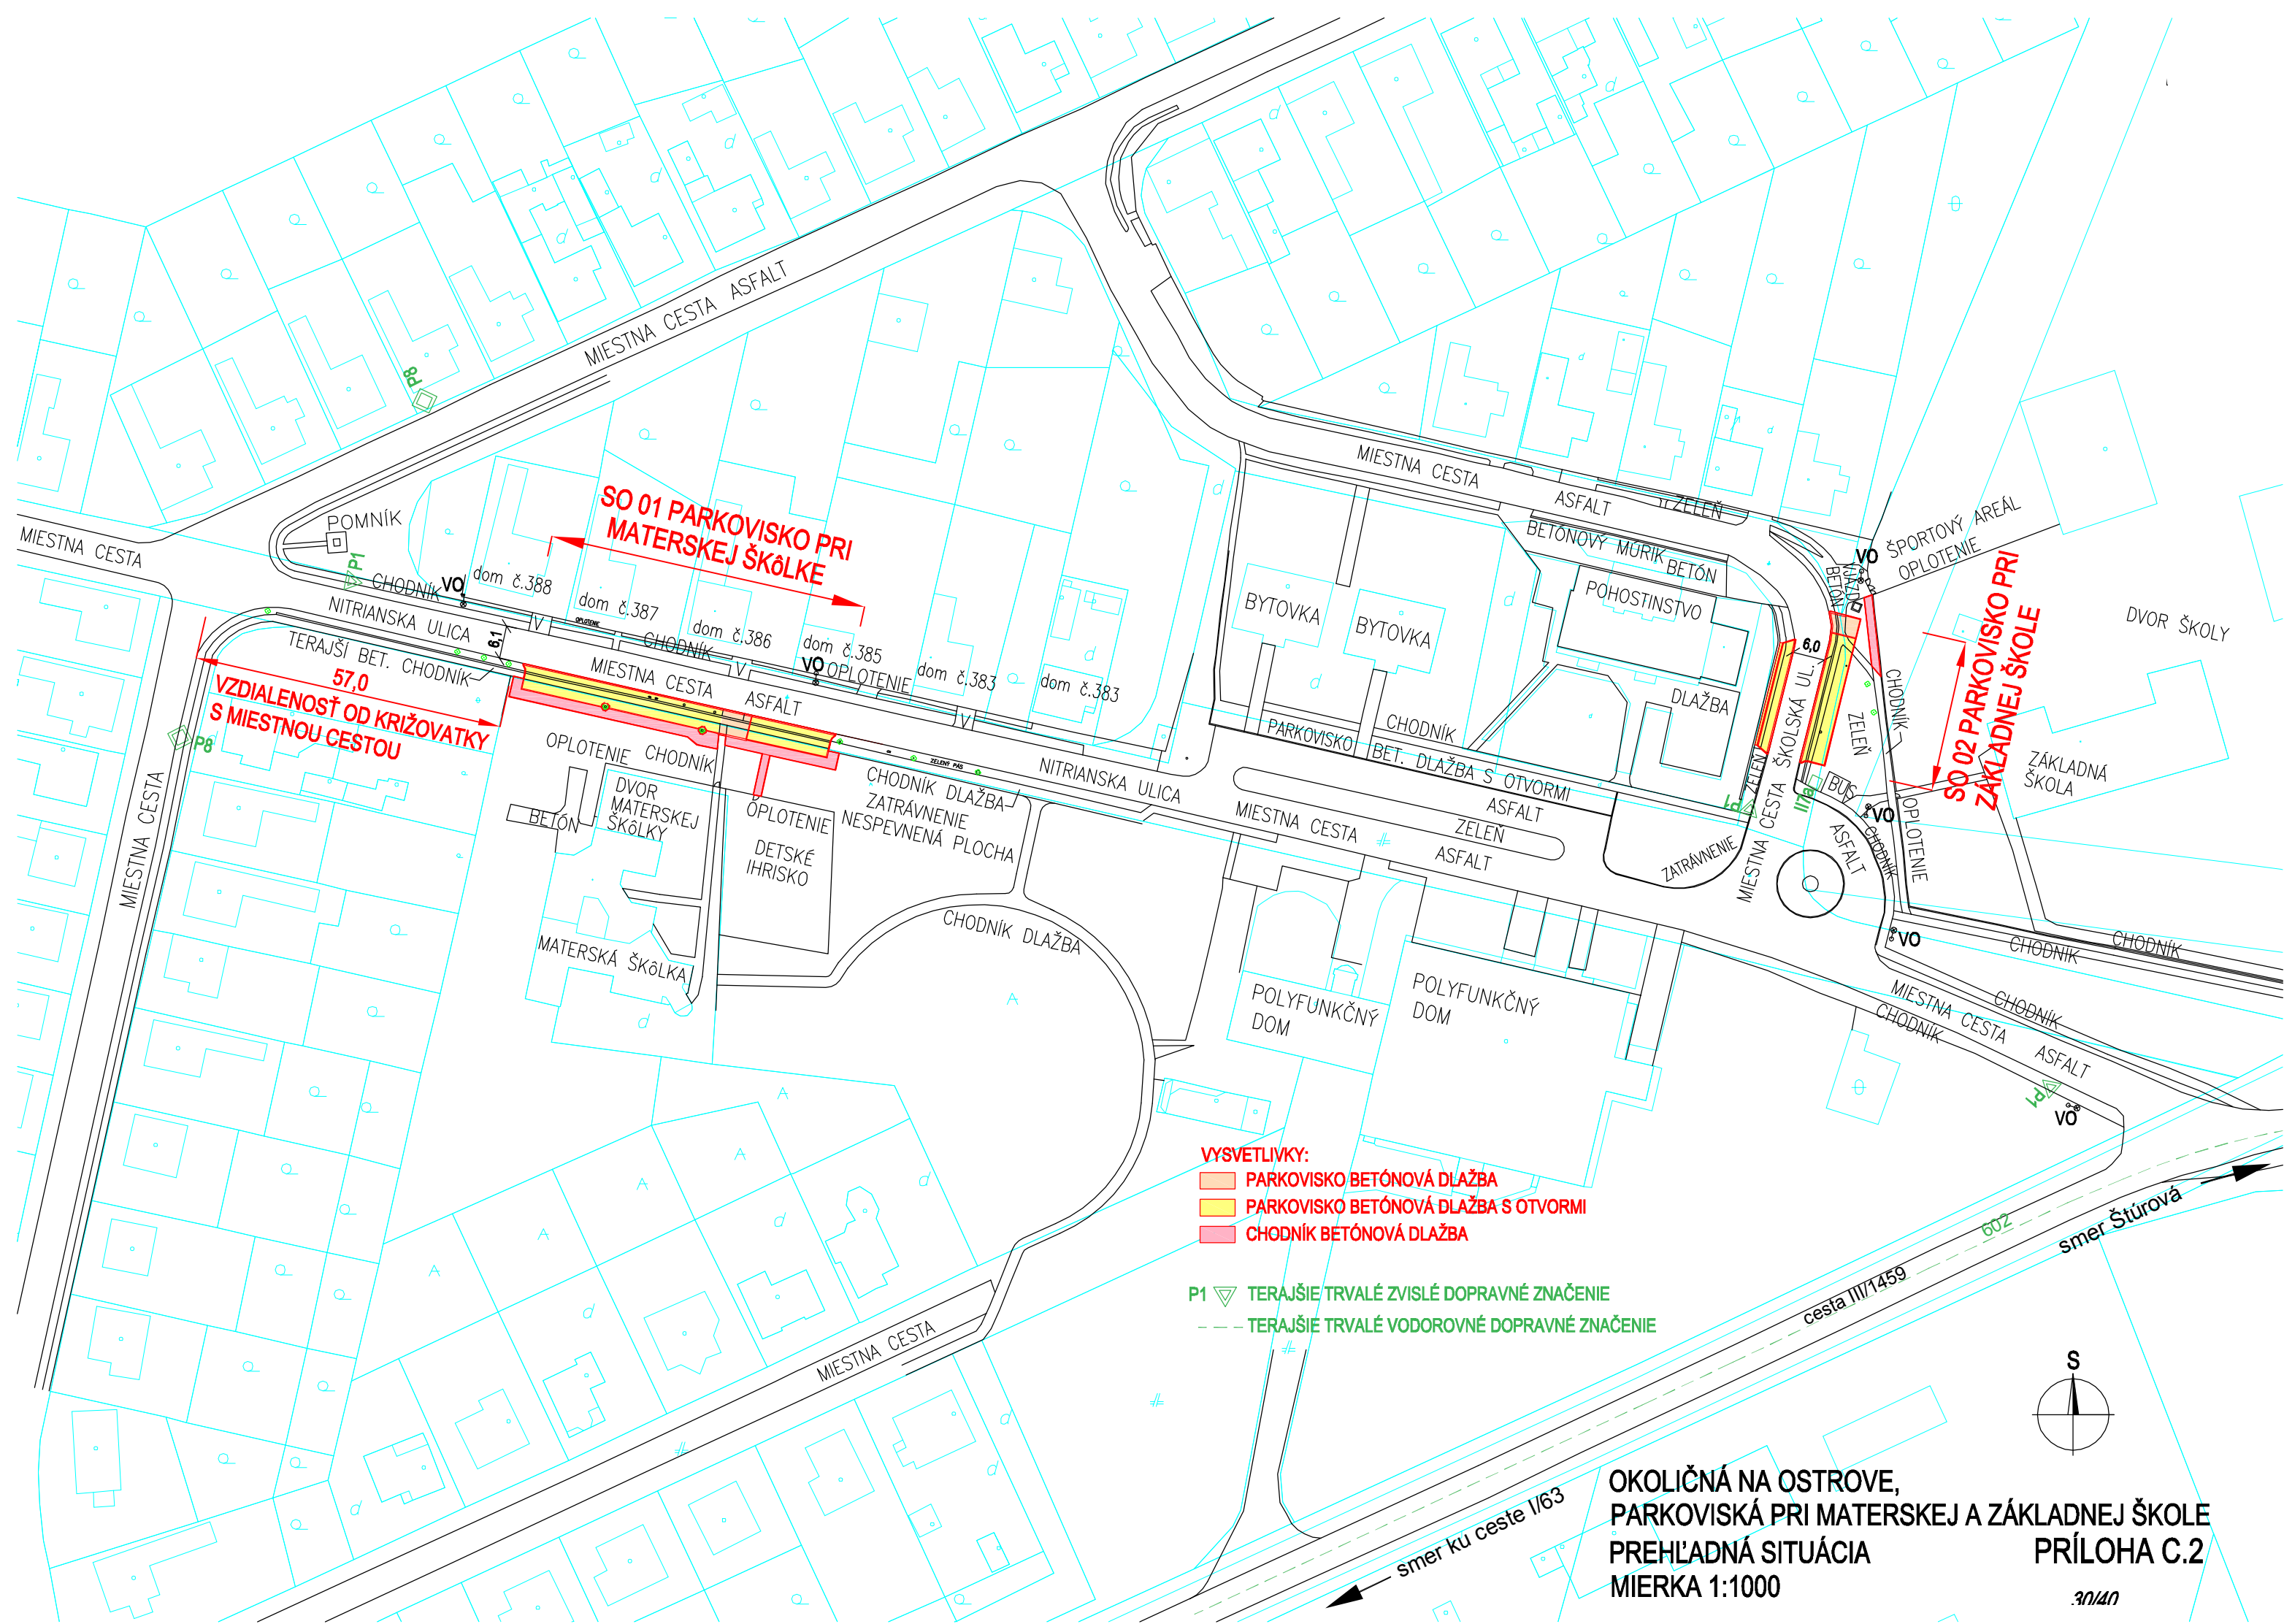 MIESTNA CESTA ASFALT
P8
SO 01 PARKOVISKO PRI
MATERSKEJ ŠKôLKE
POMNÍK
P1
MIESTNA CESTA
CHODNÍK
VO
dom č.388
dom č.387
dom č.386
dom č.385
dom č.383
dom č.383
NITRIANSKA ULICA
6,1
V
OPLOTENIE
CHODNÍK
V
VO
OPLOTENIE
V
TERAJŠÍ BET. CHODNÍK
MIESTNA CESTA
ASFALT
57,0
VZDIALENOSŤ OD KRIŽOVATKY
S MIESTNOU CESTOU
P8
MIESTNA CESTA
OPLOTENIE CHODNÍK
DVOR
MATERSKEJ
ŠKôLKY
BETÓN
OPLOTENIE
DETSKÉ
IHRISKO
MATERSKÁ ŠKôLKA
ZELENÝ PÁS
CHODNÍK DLAŽBA
ZATRÁVNENIE
NESPEVNENÁ PLOCHA
NITRIANSKA ULICA
CHODNÍK DLAŽBA
MIESTNA CESTA
ASFALT
ZELEŇ
BETÓNOVÝ MÚRIK
BETÓN
POHOSTINSTVO
BYTOVKA
BYTOVKA
DLAŽBA
PARKOVISKO
CHODNÍK
BET. DLAŽBA S OTVORMI
ASFALT
ZELEŇ
MIESTNA CESTA
ASFALT
ZATRÁVNENIE
ZELEŇ
P1
MIESTNA CESTA ŠKOLSKÁ UL.
6,0
BETÓN
VJAZD
VO
ŠPORTOVÝ AREÁL
OPLOTENIE
SO 02 PARKOVISKO PRI
ZÁKLADNEJ ŠKOLE
DVOR ŠKOLY
CHODNÍK
ZELEŇ
ZÁKLADNÁ
ŠKOLA
BUS
II7a
VO
ASFALT
CHODNÍK
OPLOTENIE
VO
CHODNÍK
CHODNÍK
MIESTNA CESTA
ASFALT
CHODNÍK
CHODNÍK
P1
VO
POLYFUNKČNÝ
DOM
POLYFUNKČNÝ
DOM
VYSVETLIVKY:
PARKOVISKO BETÓNOVÁ DLAŽBA
PARKOVISKO BETÓNOVÁ DLAŽBA S OTVORMI
CHODNÍK BETÓNOVÁ DLAŽBA
P1 TERAJŠIE TRVALÉ ZVISLÉ DOPRAVNÉ ZNAČENIE
TERAJŠIE TRVALÉ VODOROVNÉ DOPRAVNÉ ZNAČENIE
MIESTNA CESTA
602
smer Štúrová
cesta III/1459
smer ku ceste I/63
S
OKOLIČNÁ NA OSTROVE,
PARKOVISKÁ PRI MATERSKEJ A ZÁKLADNEJ ŠKOLE
PREHĽADNÁ SITUÁCIA PRÍLOHA C.2
MIERKA 1:1000
30/40